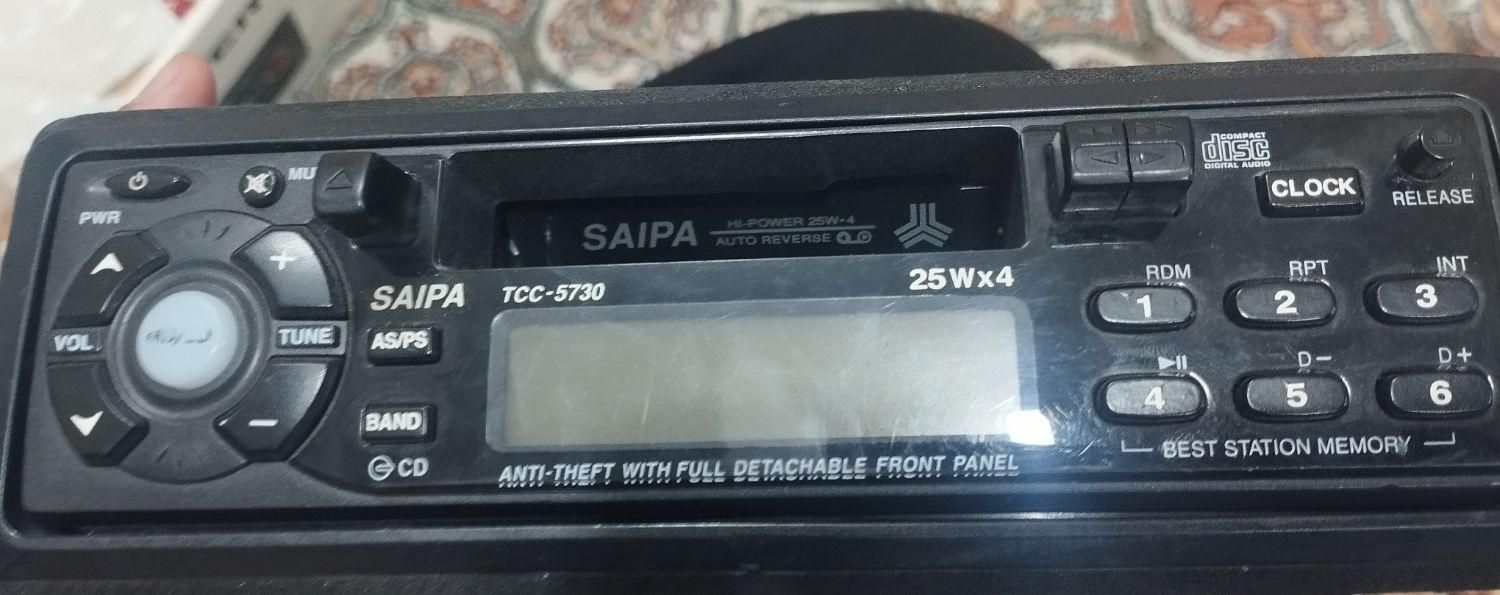 PWR
MU
VOL
TUNE
SAIPA
AS/PS
BAND
CD
SAIPA
HI-POWER 25W×4
AUTO REVERSE
TCC-5730
25Wx4
ANTI-THEFT WITH FULL DETACHABLE FRONT PANEL
COMPACT
disc
DIGITAL AUDIO
CLOCK
RELEASE
RDM
RPT
INT
1
2
3
D−
D+
4
5
6
BEST STATION MEMORY